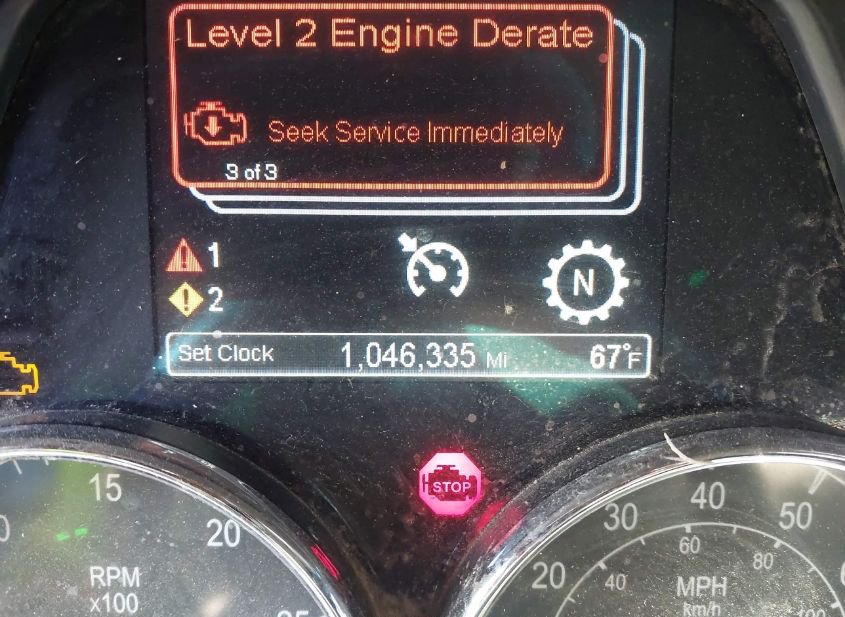 Level 2 Engine Derate
Seek Service Immediately
3 of 3
1
2
N
Set Clock 1,046,335 Mi 67°F
STOP
15
20
RPM
x100
20 30 40 50
40 60 80
MPH
km/h